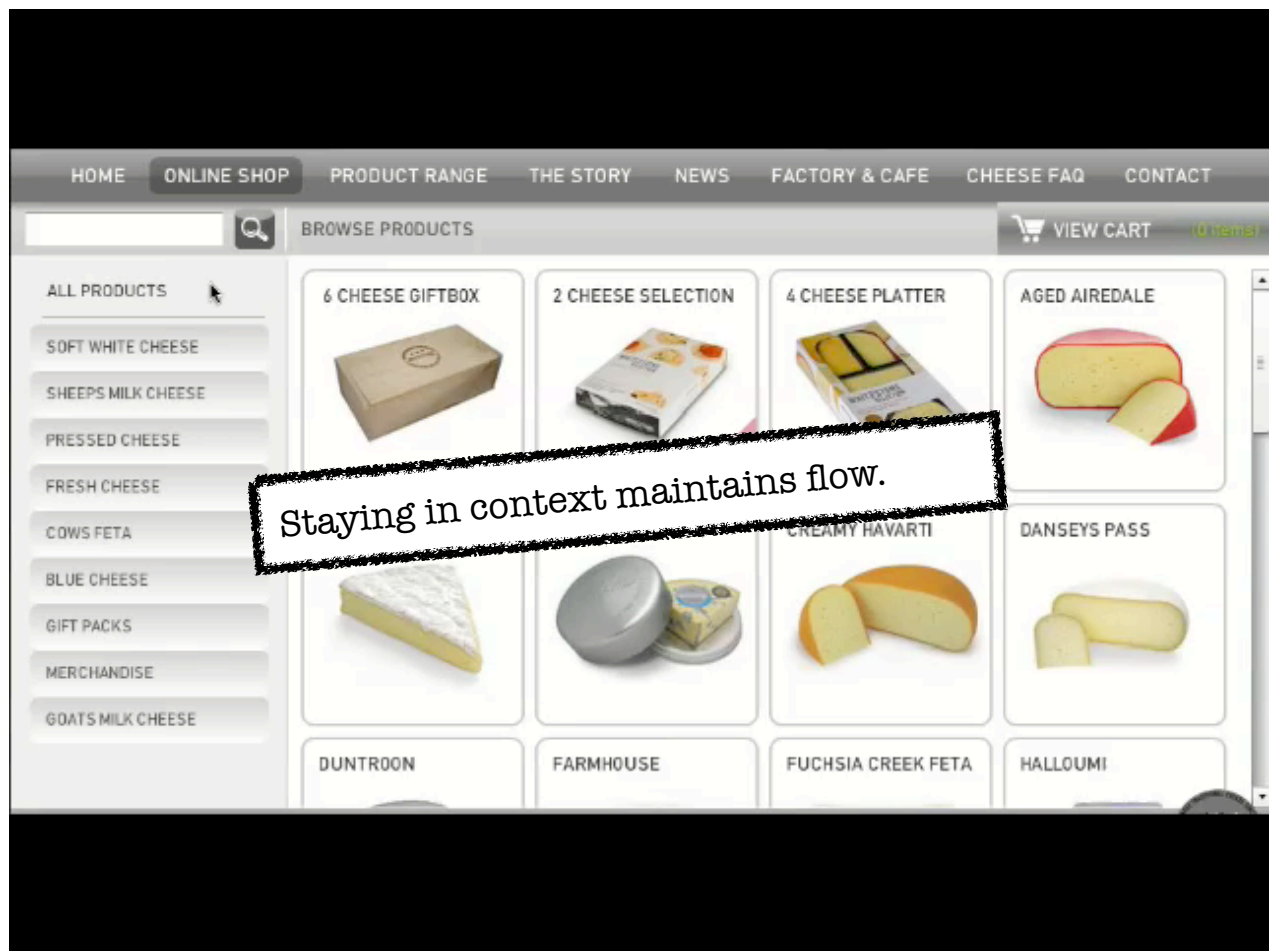 HOME ONLINE SHOP PRODUCT RANGE THE STORY NEWS FACTORY & CAFE CHEESE FAQ CONTACT
BROWSE PRODUCTS
VIEW CART (0 items)
ALL PRODUCTS
SOFT WHITE CHEESE
SHEEPS MILK CHEESE
PRESSED CHEESE
FRESH CHEESE
COWS FETA
BLUE CHEESE
GIFT PACKS
MERCHANDISE
GOATS MILK CHEESE
6 CHEESE GIFTBOX
2 CHEESE SELECTION
4 CHEESE PLATTER
AGED AIREDALE
Staying in context maintains flow.
CREAMY HAVARTI
DANSEYS PASS
DUNTROON
FARMHOUSE
FUCHSIA CREEK FETA
HALLOUMI